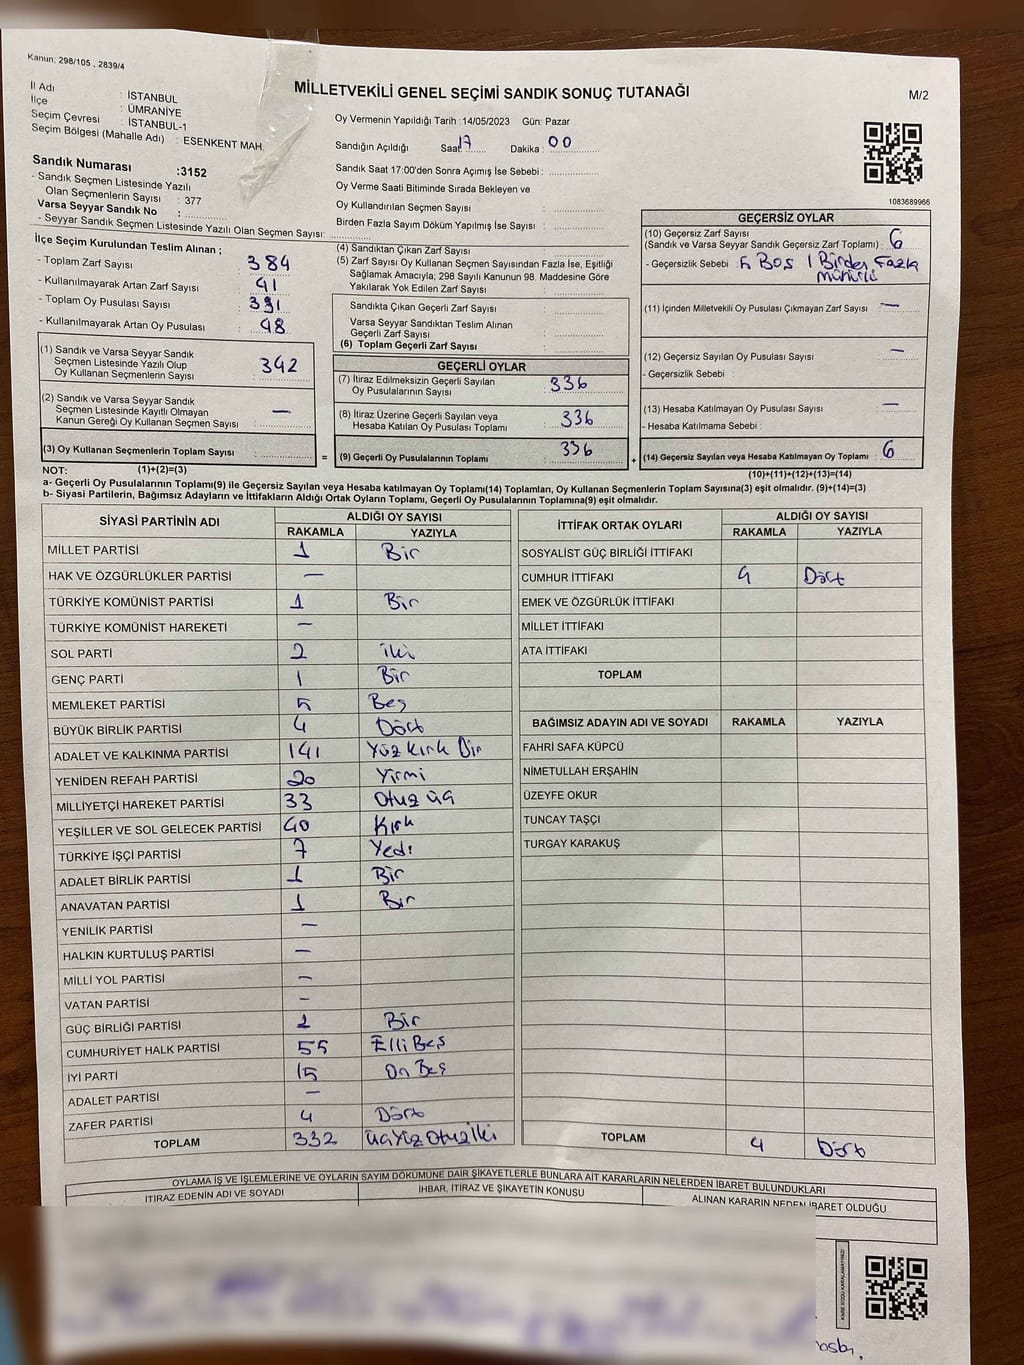 Kanun; 298/105 , 2839/4
MİLLETVEKİLİ GENEL SEÇİMİ SANDIK SONUÇ TUTANAĞI
M/2
İl Adı : İSTANBUL
İlçe : ÜMRANİYE
Seçim Çevresi : İSTANBUL-1
Seçim Bölgesi (Mahalle Adı) : ESENKENT MAH.
Sandık Numarası :3152
- Sandık Seçmen Listesinde Yazılı
Olan Seçmenlerin Sayısı : 377
Varsa Seyyar Sandık No :
- Seyyar Sandık Seçmen Listesinde Yazılı Olan Seçmen Sayısı:
Oy Vermenin Yapıldığı Tarih :14/05/2023 Gün: Pazar
Sandığın Açıldığı Saat 17 Dakika : 00
Sandık Saat 17:00'den Sonra Açımış İse Sebebi :
Oy Verme Saati Bitiminde Sırada Bekleyen ve
Oy Kullandırılan Seçmen Sayısı :
Birden Fazla Sayım Döküm Yapılmış İse Sayısı :
1083689966
İlçe Seçim Kurulundan Teslim Alınan ;
- Toplam Zarf Sayısı : 384
- Kullanılmayarak Artan Zarf Sayısı : 41
- Toplam Oy Pusulası Sayısı : 391
- Kullanılmayarak Artan Oy Pusulası : 48
(1) Sandık ve Varsa Seyyar Sandık
Seçmen Listesinde Yazılı Olup
Oy Kullanan Seçmenlerin Sayısı : 342
(2) Sandık ve Varsa Seyyar Sandık
Seçmen Listesinde Kayıtlı Olmayan
Kanun Gereği Oy Kullanan Seçmen Sayısı : —
(3) Oy Kullanan Seçmenlerin Toplam Sayısı :
(4) Sandıktan Çıkan Zarf Sayısı :
(5) Zarf Sayısı Oy Kullanan Seçmen Sayısından Fazla İse, Eşitliği
Sağlamak Amacıyla; 298 Sayılı Kanunun 98. Maddesine Göre
Yakılarak Yok Edilen Zarf Sayısı :
Sandıkta Çıkan Geçerli Zarf Sayısı :
Varsa Seyyar Sandıktan Teslim Alınan
Geçerli Zarf Sayısı :
(6) Toplam Geçerli Zarf Sayısı :
GEÇERLİ OYLAR
(7) İtiraz Edilmeksizin Geçerli Sayılan
Oy Pusulalarının Sayısı : 336
(8) İtiraz Üzerine Geçerli Sayılan veya
Hesaba Katılan Oy Pusulası Toplamı : 336
= (9) Geçerli Oy Pusulalarının Toplamı : 336
GEÇERSİZ OYLAR
(10) Geçersiz Zarf Sayısı
(Sandık ve Varsa Seyyar Sandık Geçersiz Zarf Toplamı) : 6
- Geçersizlik Sebebi : 5 Boş 1 Birden Fazla
mühürlü
(11) İçinden Milletvekili Oy Pusulası Çıkmayan Zarf Sayısı : —
(12) Geçersiz Sayılan Oy Pusulası Sayısı : —
- Geçersizlik Sebebi :
(13) Hesaba Katılmayan Oy Pusulası Sayısı : —
- Hesaba Katılmama Sebebi :
+ (14) Geçersiz Sayılan veya Hesaba Katılmayan Oy Toplamı : 6
NOT: (1)+(2)=(3) (10)+(11)+(12)+(13)=(14)
a- Geçerli Oy Pusulalarının Toplamı(9) ile Geçersiz Sayılan veya Hesaba katılmayan Oy Toplamı(14) Toplamları, Oy Kullanan Seçmenlerin Toplam Sayısına(3) eşit olmalıdır. (9)+(14)=(3)
b- Siyasi Partilerin, Bağımsız Adayların ve İttifakların Aldığı Ortak Oyların Toplamı, Geçerli Oy Pusulalarının Toplamına(9) eşit olmalıdır.
SİYASİ PARTİNİN ADI ALDIĞI OY SAYISI
RAKAMLA YAZIYLA
MİLLET PARTİSİ 1 Bir
HAK VE ÖZGÜRLÜKLER PARTİSİ —
TÜRKİYE KOMÜNİST PARTİSİ 1 Bir
TÜRKİYE KOMÜNİST HAREKETİ —
SOL PARTİ 2 iki
GENÇ PARTİ 1 Bir
MEMLEKET PARTİSİ 5 Beş
BÜYÜK BİRLİK PARTİSİ 4 Dört
ADALET VE KALKINMA PARTİSİ 141 Yüz kırk Bir
YENİDEN REFAH PARTİSİ 20 Yirmi
MİLLİYETÇİ HAREKET PARTİSİ 33 Otuz üç
YEŞİLLER VE SOL GELECEK PARTİSİ 40 Kırk
TÜRKİYE İŞÇİ PARTİSİ 7 Yedi
ADALET BİRLİK PARTİSİ 1 Bir
ANAVATAN PARTİSİ 1 Bir
YENİLİK PARTİSİ —
HALKIN KURTULUŞ PARTİSİ —
MİLLİ YOL PARTİSİ —
VATAN PARTİSİ —
GÜÇ BİRLİĞİ PARTİSİ 1 Bir
CUMHURİYET HALK PARTİSİ 55 Elli Beş
İYİ PARTİ 15 On Beş
ADALET PARTİSİ —
ZAFER PARTİSİ 4 Dört
TOPLAM 332 üçyüz otuz iki
İTTİFAK ORTAK OYLARI ALDIĞI OY SAYISI
RAKAMLA YAZIYLA
SOSYALİST GÜÇ BİRLİĞİ İTTİFAKI
CUMHUR İTTİFAKI 4 Dört
EMEK VE ÖZGÜRLÜK İTTİFAKI
MİLLET İTTİFAKI
ATA İTTİFAKI
TOPLAM
BAĞIMSIZ ADAYIN ADI VE SOYADI RAKAMLA YAZIYLA
FAHRİ SAFA KÜPCÜ
NİMETULLAH ERŞAHİN
ÜZEYFE OKUR
TUNCAY TAŞÇI
TURGAY KARAKUŞ
TOPLAM 4 Dört
OYLAMA İŞ VE İŞLEMLERİNE VE OYLARIN SAYIM DÖKÜMÜNE DAİR ŞİKAYETLERLE BUNLARA AİT KARARLARIN NELERDEN İBARET BULUNDUKLARI
İTİRAZ EDENİN ADI VE SOYADI İHBAR, İTİRAZ VE ŞİKAYETİN KONUSU ALINAN KARARIN NEDEN İBARET OLDUĞU
KARE KODU KARALAMAYINIZ!